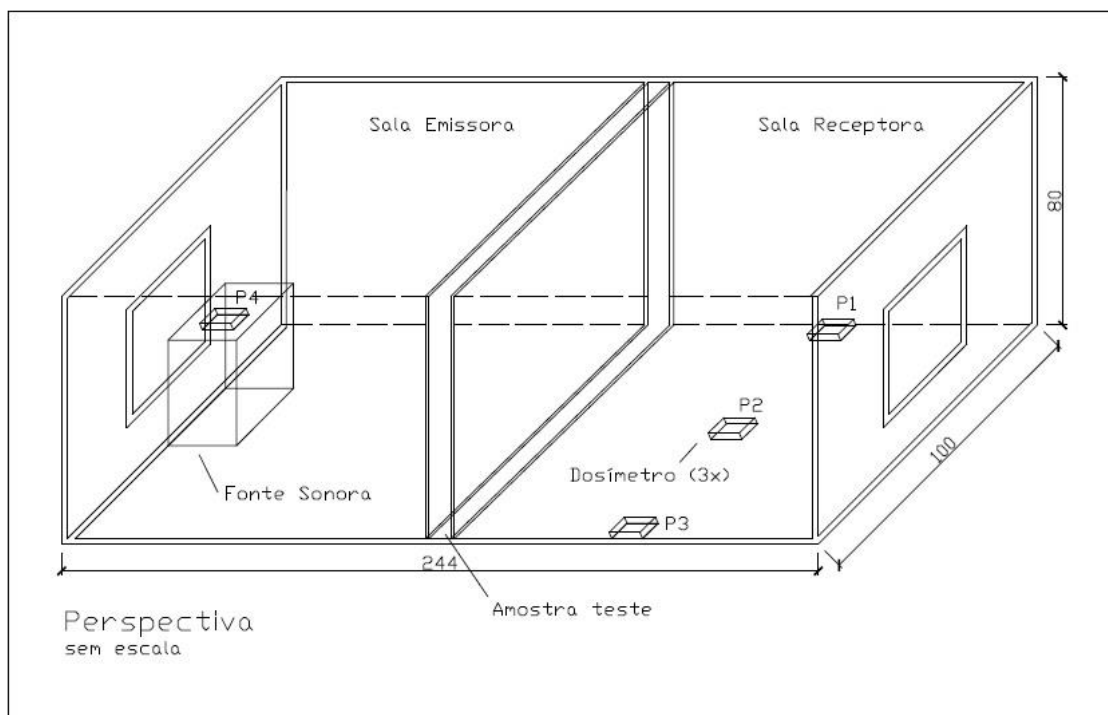 Sala Emissora
Sala Receptora
80
P4
P1
P2
100
Dosímetro (3x)
Fonte Sonora
P3
244
Amostra teste
Perspectiva
sem escala